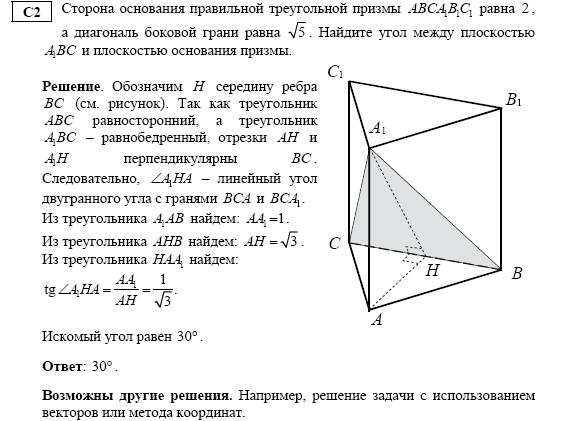 С2
Сторона основания правильной треугольной призмы ABCA₁B₁C₁ равна 2,
а диагональ боковой грани равна √5. Найдите угол между плоскостью
A₁BC и плоскостью основания призмы.
Решение. Обозначим H середину ребра
BC (см. рисунок). Так как треугольник
ABC равносторонний, а треугольник
A₁BC – равнобедренный, отрезки AH и
A₁H перпендикулярны BC.
Следовательно, ∠A₁HA – линейный угол
двугранного угла с гранями BCA и BCA₁.
Из треугольника A₁AB найдем: AA₁=1.
Из треугольника AHB найдем: AH=√3.
Из треугольника HAA₁ найдем:
tg∠A₁HA = AA₁/AH = 1/√3.
Искомый угол равен 30°.
Ответ: 30°.
Возможны другие решения. Например, решение задачи с использованием
векторов или метода координат.
C₁
B₁
A₁
C
H
B
A